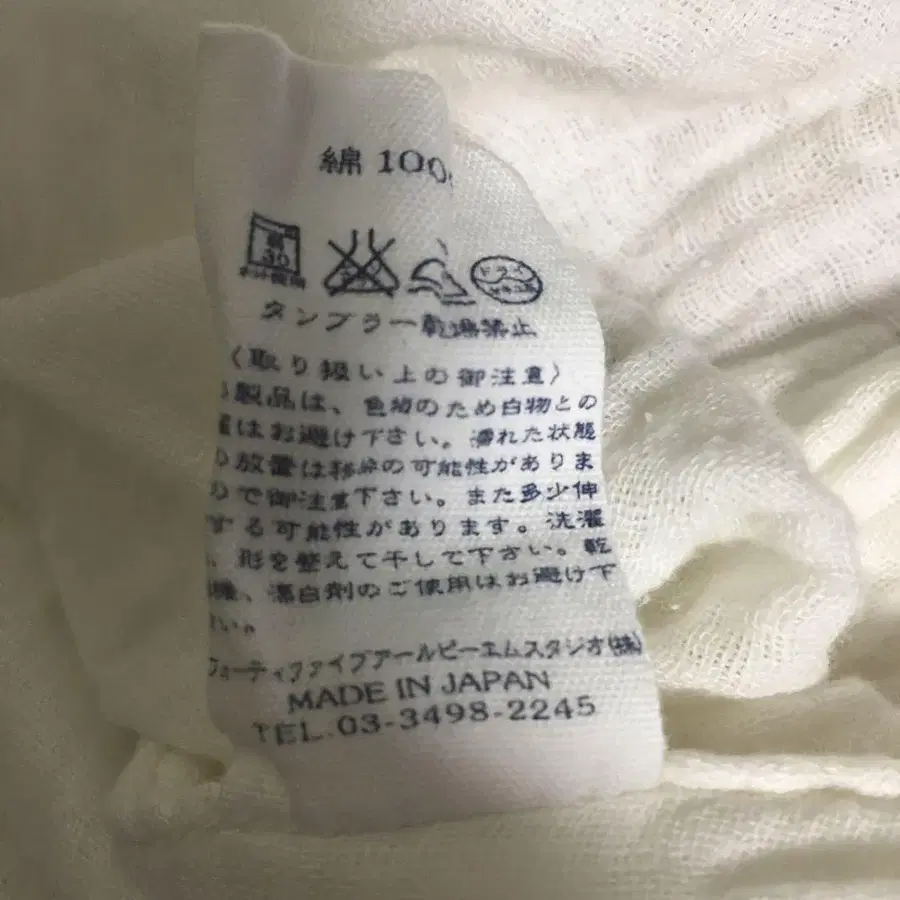 綿 100
30
タンブラー乾燥禁止
〈取り扱い上の御注意〉
製品は、色物のため白物との
はお避け下さい。濡れた状態
放置は移染の可能性がありま
ので御注意下さい。また多少伸
する可能性があります。洗濯
、形を整えて干して下さい。乾
機、漂白剤のご使用はお避け下
い。
フォーティファイブアールピーエムスタジオ(株)
MADE IN JAPAN
TEL.03-3498-2245